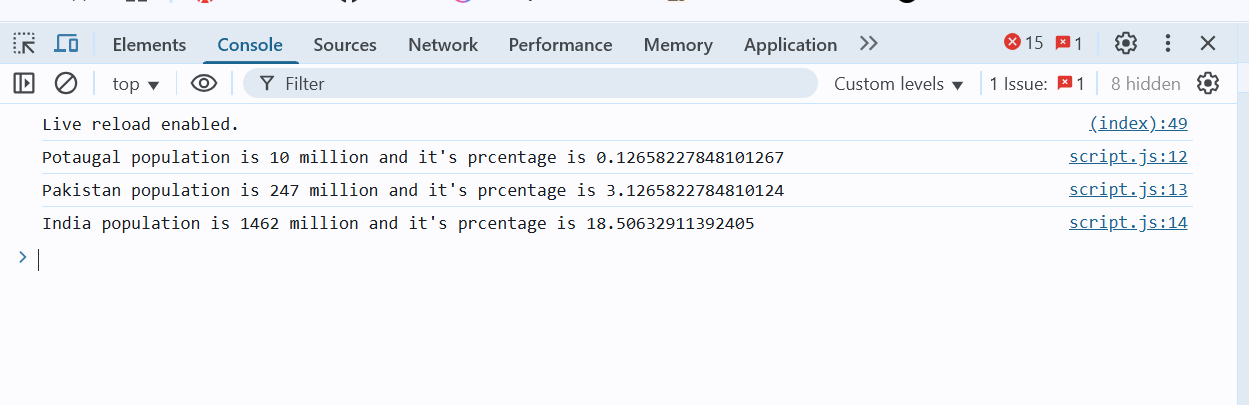 Elements Console Sources Network Performance Memory Application 15 1
top Filter Custom levels 1 Issue: 1 8 hidden
Live reload enabled. (index):49
Potaugal population is 10 million and it's prcentage is 0.12658227848101267 script.js:12
Pakistan population is 247 million and it's prcentage is 3.1265822784810124 script.js:13
India population is 1462 million and it's prcentage is 18.50632911392405 script.js:14